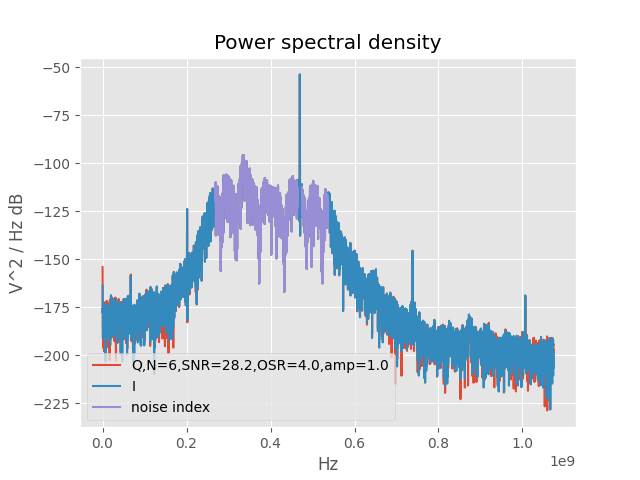 Power spectral density
V^2 / Hz dB
−50
−75
−100
−125
−150
−175
−200
−225
Q,N=6,SNR=28.2,OSR=4.0,amp=1.0
I
noise index
0.0 0.2 0.4 0.6 0.8 1.0
1e9
Hz